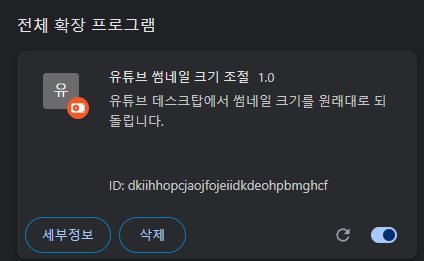 전체 확장 프로그램
유
유튜브 썸네일 크기 조절 1.0
유튜브 데스크탑에서 썸네일 크기를 원래대로 되
돌립니다.
ID: dkiihhopcjaojfojeiidkdeohpbmghcf
세부정보 삭제